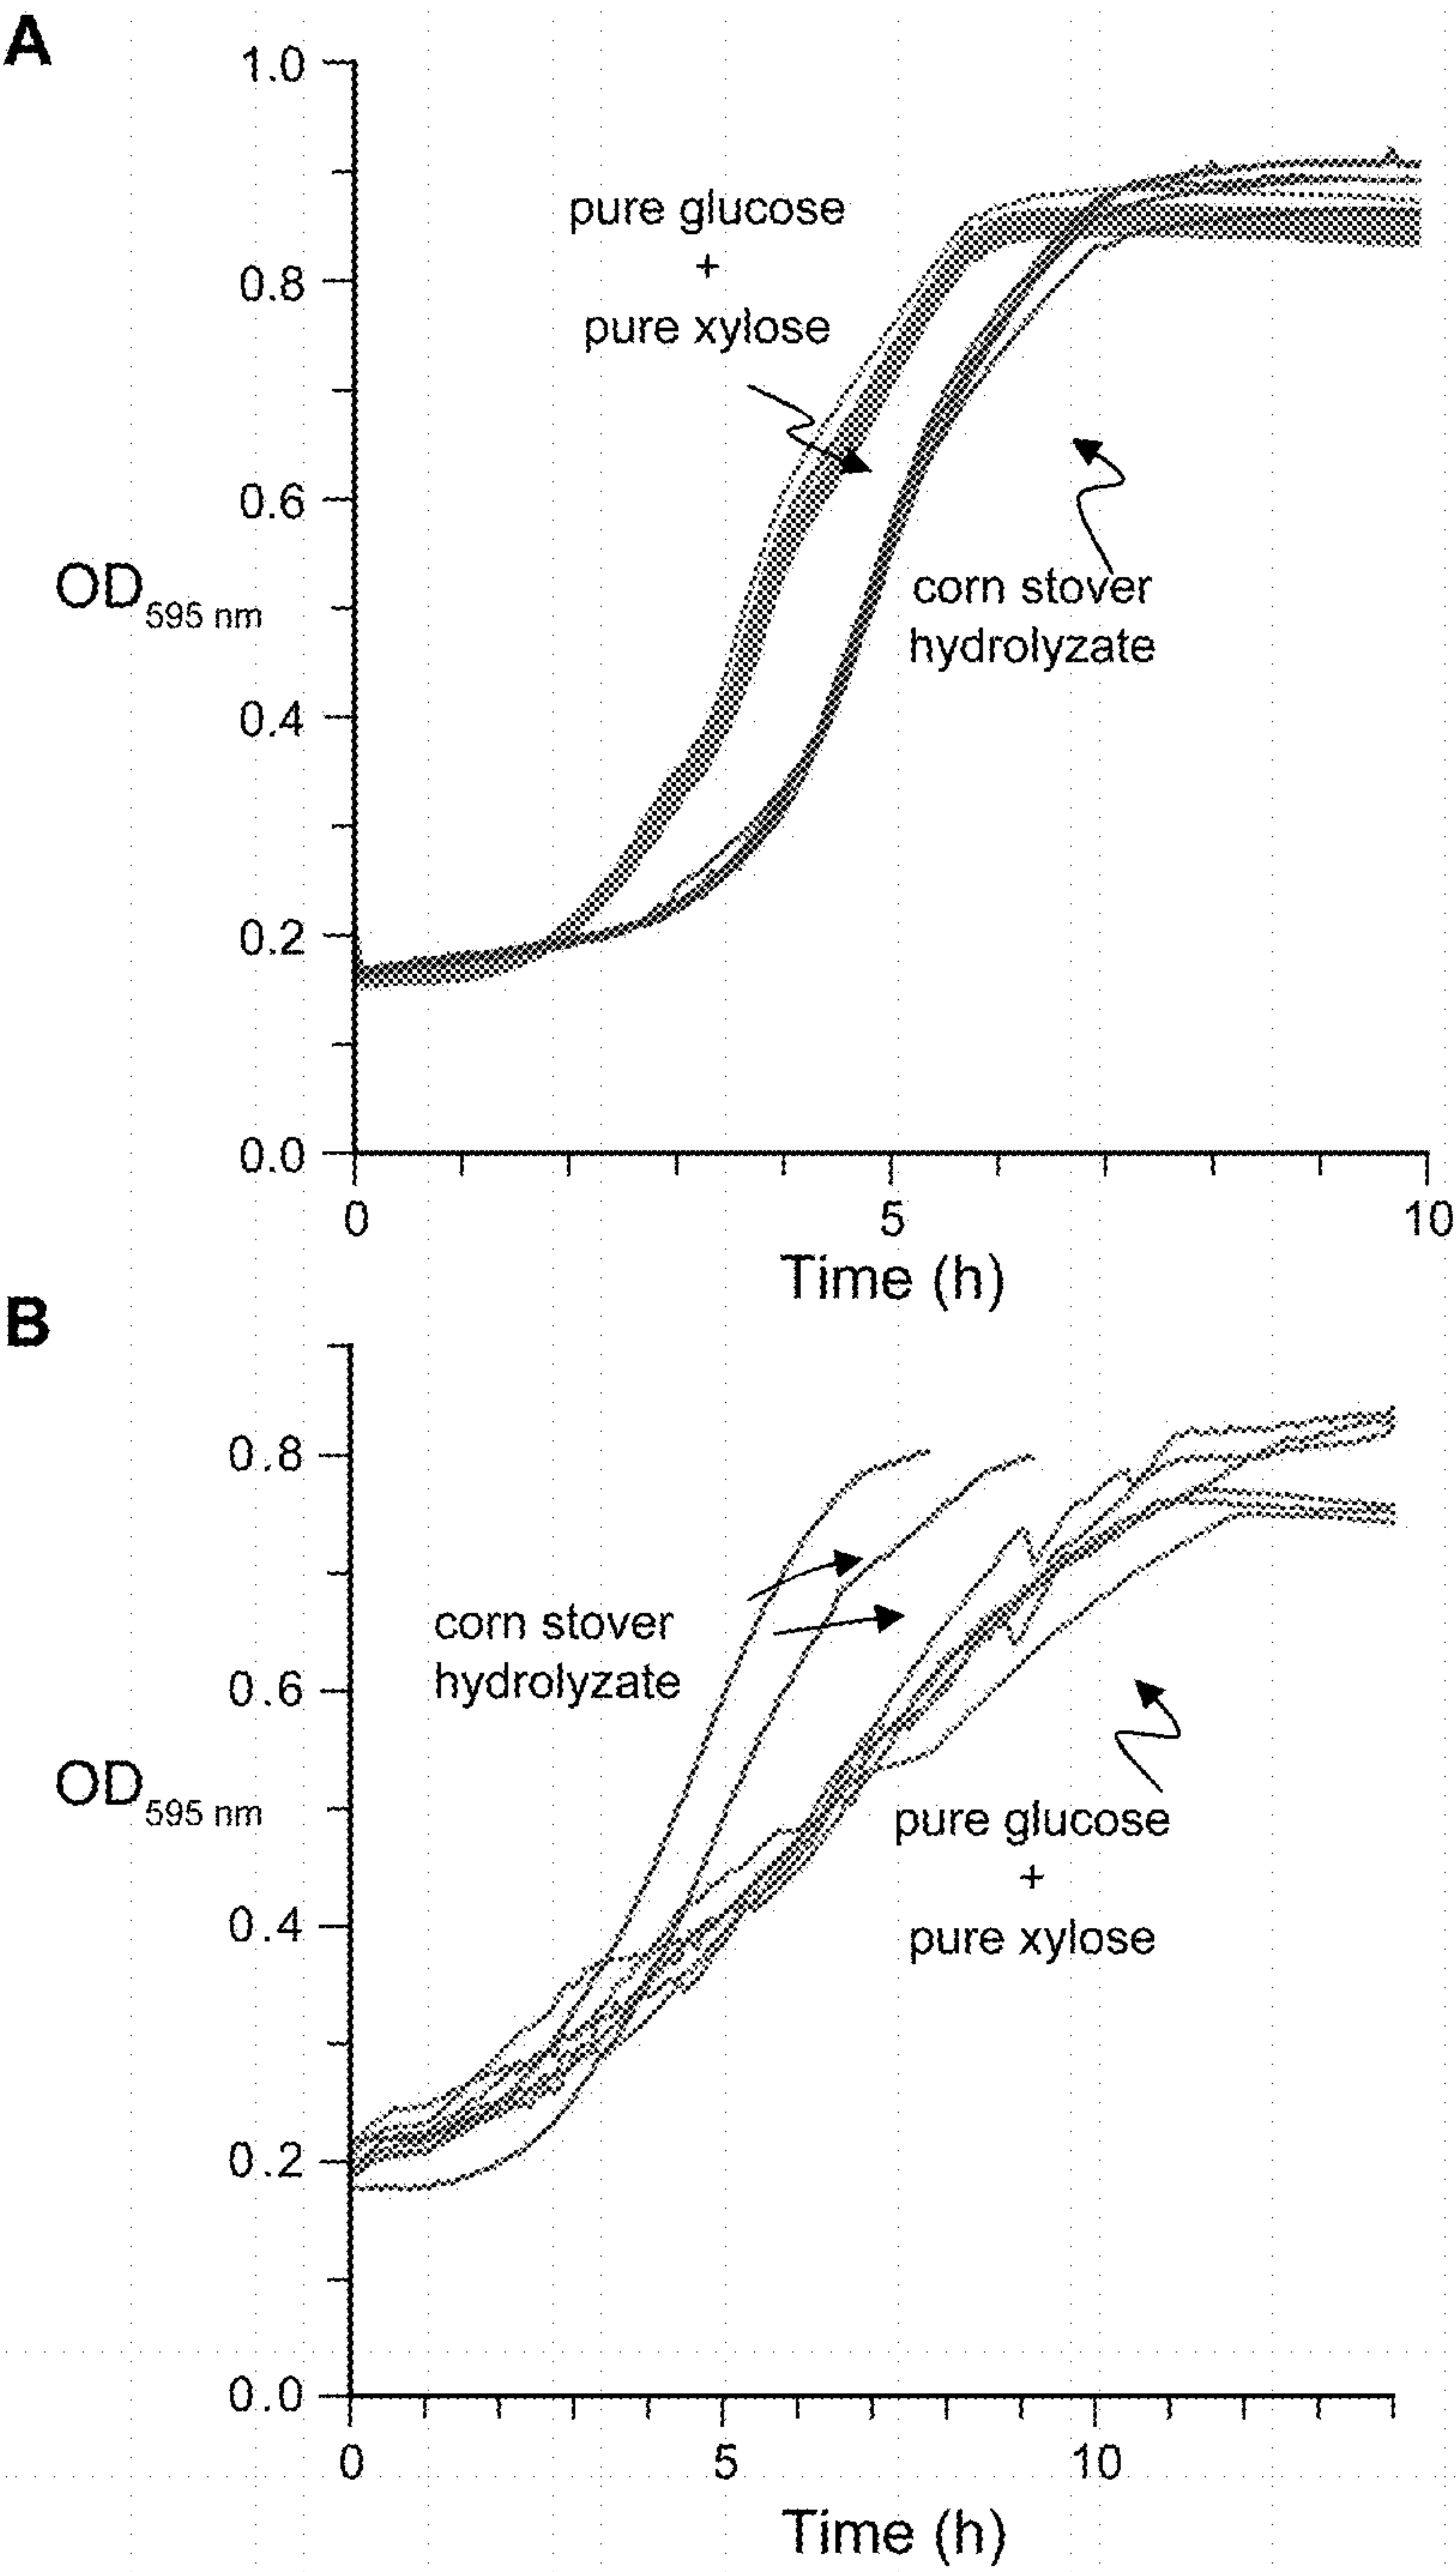 A
1.0
pure glucose
+
pure xylose
0.8
0.6
OD595 nm
corn stover
hydrolyzate
0.4
0.2
0.0
0 5 10
Time (h)
B
0.8
corn stover
hydrolyzate
0.6
OD595 nm
pure glucose
+
pure xylose
0.4
0.2
0.0
0 5 10
Time (h)